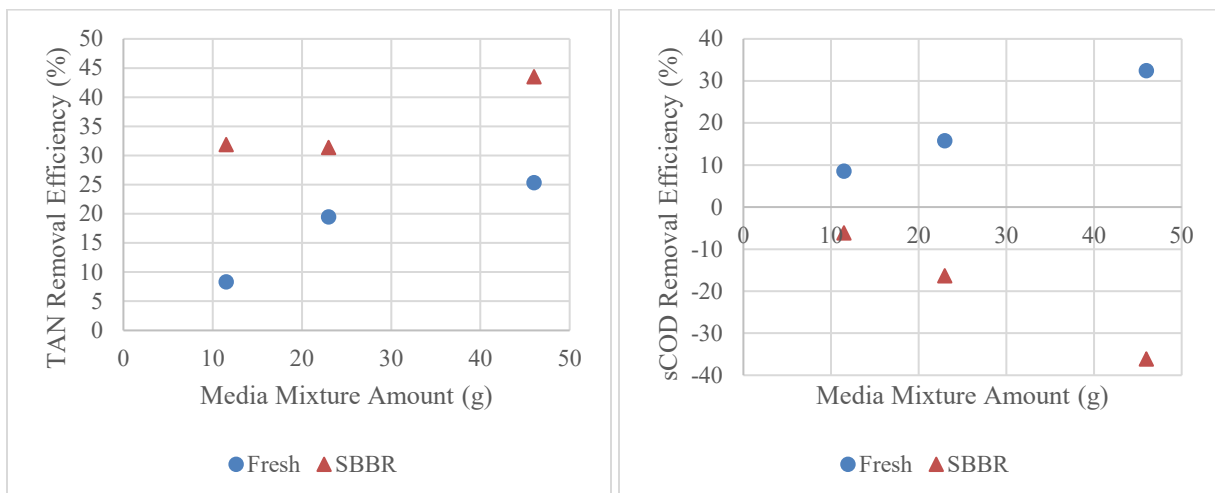 TAN Removal Efficiency (%)
50
45
40
35
30
25
20
15
10
5
0
0 10 20 30 40 50
Media Mixture Amount (g)
Fresh SBBR
sCOD Removal Efficiency (%)
40
30
20
10
0
-10
-20
-30
-40
0 10 20 30 40 50
Media Mixture Amount (g)
Fresh SBBR